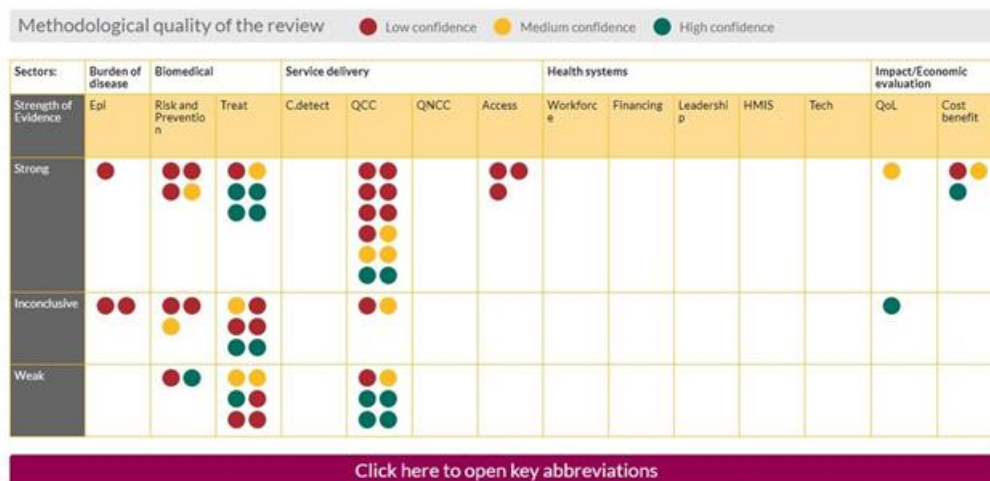 Methodological quality of the review Low confidence Medium confidence High confidence
Sectors: Burden of Biomedical Service delivery Health systems Impact/Economic
disease evaluation
Strength of Epi Risk and Treat C.detect QCC QNCC Access Workforc Financing Leadershi HMIS Tech QoL Cost
Evidence Preventio e p benefit
n
Strong
Inconclusive
Weak
Click here to open key abbreviations